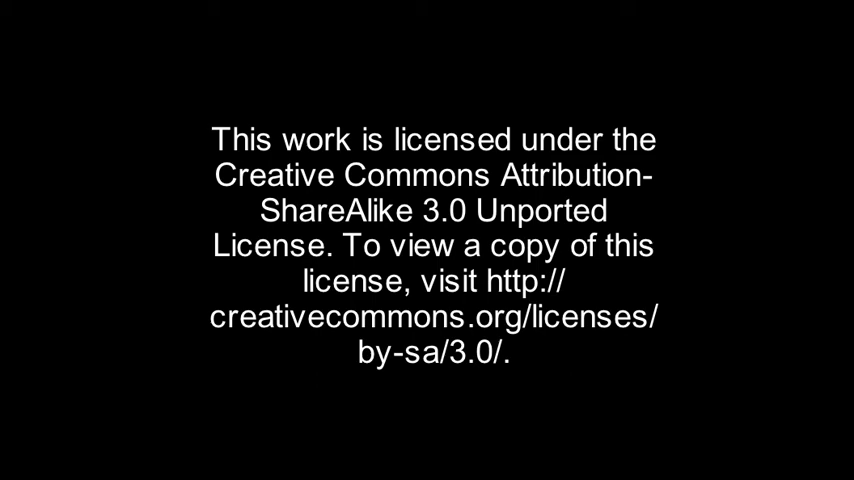 This work is licensed under the
Creative Commons Attribution-
ShareAlike 3.0 Unported
License. To view a copy of this
license, visit http://
creativecommons.org/licenses/
by-sa/3.0/.